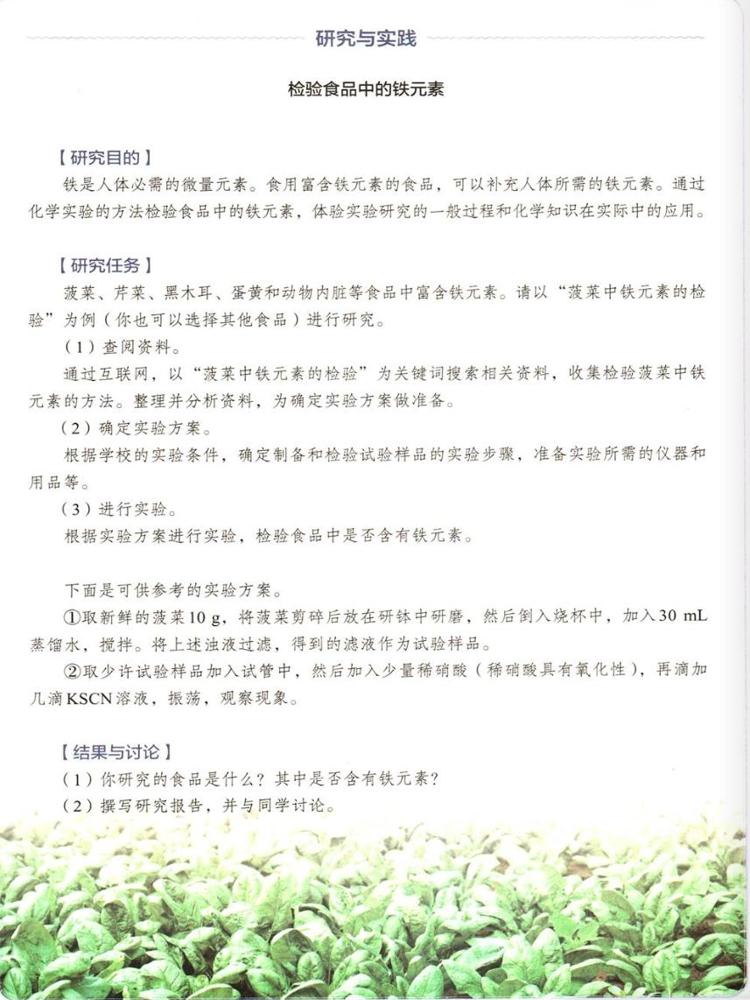 研究与实践
检验食品中的铁元素
【研究目的】
铁是人体必需的微量元素。食用富含铁元素的食品，可以补充人体所需的铁元素。通过
化学实验的方法检验食品中的铁元素，体验实验研究的一般过程和化学知识在实际中的应用。
【研究任务】
菠菜、芹菜、黑木耳、蛋黄和动物内脏等食品中富含铁元素。请以“菠菜中铁元素的检
验”为例（你也可以选择其他食品）进行研究。
（1）查阅资料。
通过互联网，以“菠菜中铁元素的检验”为关键词搜索相关资料，收集检验菠菜中铁
元素的方法。整理并分析资料，为确定实验方案做准备。
（2）确定实验方案。
根据学校的实验条件，确定制备和检验试验样品的实验步骤，准备实验所需的仪器和
用品等。
（3）进行实验。
根据实验方案进行实验，检验食品中是否含有铁元素。
下面是可供参考的实验方案。
①取新鲜的菠菜10 g，将菠菜剪碎后放在研钵中研磨，然后倒入烧杯中，加入30 mL
蒸馏水，搅拌。将上述浊液过滤，得到的滤液作为试验样品。
②取少许试验样品加入试管中，然后加入少量稀硝酸（稀硝酸具有氧化性），再滴加
几滴KSCN溶液，振荡，观察现象。
【结果与讨论】
（1）你研究的食品是什么？其中是否含有铁元素？
（2）撰写研究报告，并与同学讨论。